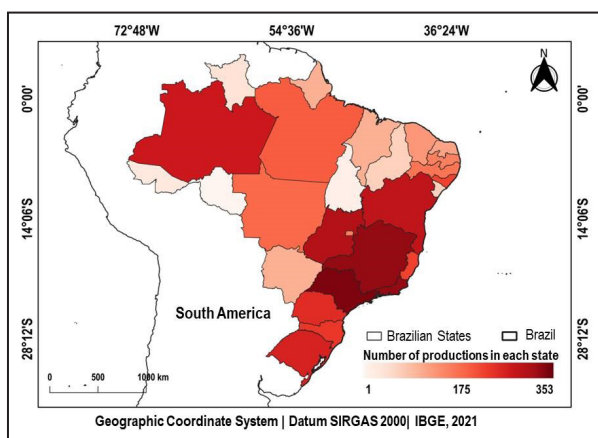 72°48'W 54°36'W 36°24'W
N
0°00'
0°00'
14°06'S
14°06'S
28°12'S
28°12'S
South America
Brazilian States Brazil
Number of productions in each state
1 175 353
0 500 1000 km
Geographic Coordinate System | Datum SIRGAS 2000| IBGE, 2021